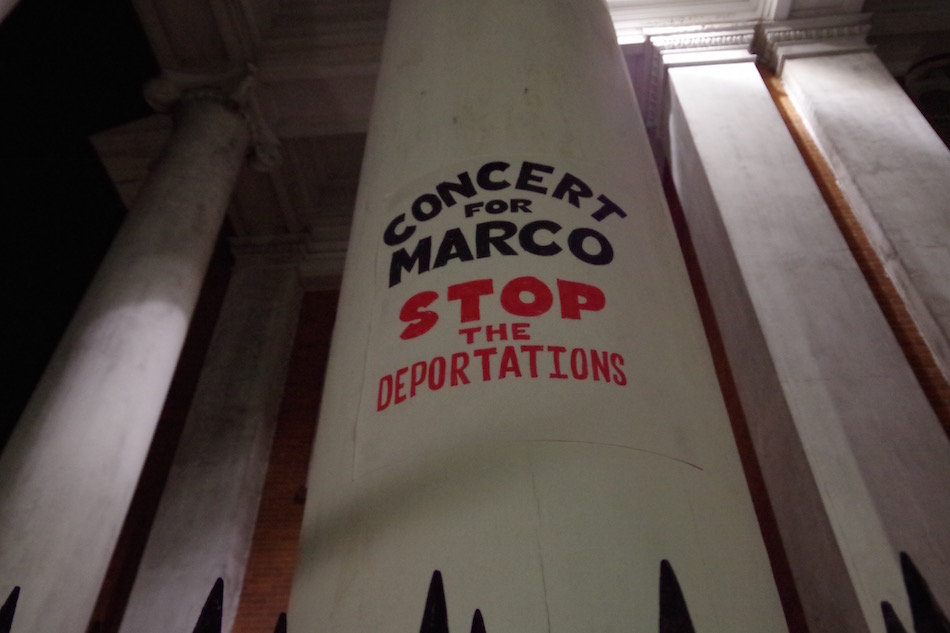 CONCERT
FOR
MARCO
STOP
THE
DEPORTATIONS